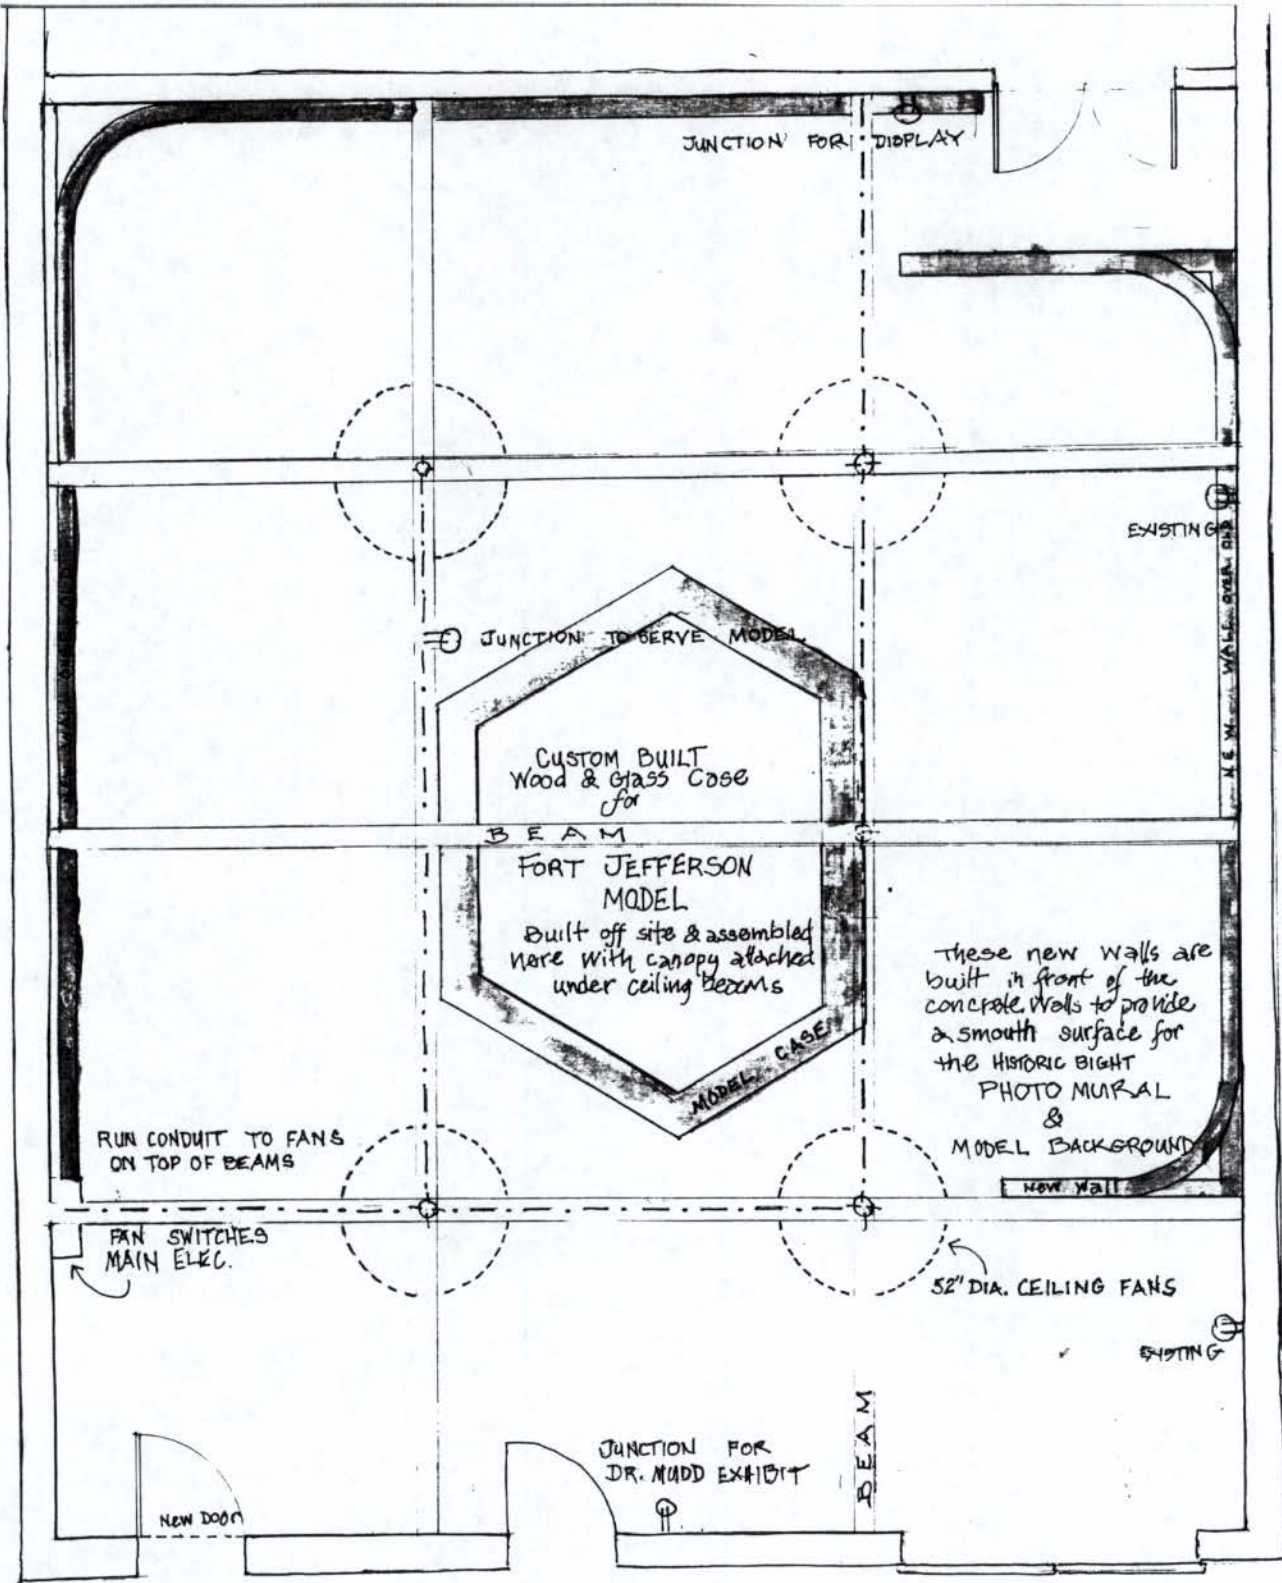 JUNCTION FOR DISPLAY
EXISTING
NEW WALL OVER OLD
JUNCTION TO SERVE MODEL
CUSTOM BUILT
Wood & Glass Case
for
BEAM
FORT JEFFERSON
MODEL
Built off site & assembled
here with canopy attached
under ceiling beams
MODEL CASE
These new walls are
built in front of the
concrete walls to provide
a smooth surface for
the HISTORIC BIGHT
PHOTO MURAL
&
MODEL BACKGROUND
New Wall
RUN CONDUIT TO FANS
ON TOP OF BEAMS
FAN SWITCHES
MAIN ELEC.
52" DIA. CEILING FANS
EXISTING
BEAM
JUNCTION FOR
DR. MUDD EXHIBIT
New Door